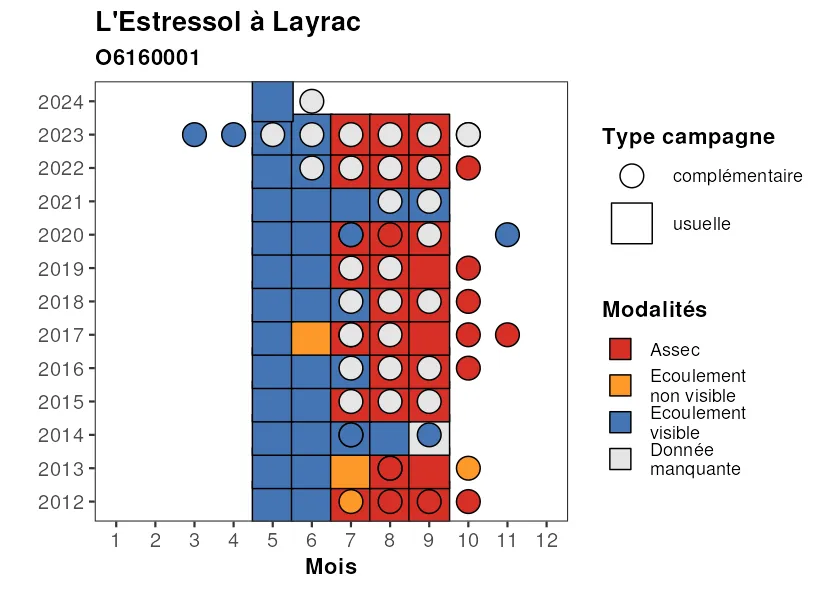 L'Estressol à Layrac
O6160001
2024
2023
2022
2021
2020
2019
2018
2017
2016
2015
2014
2013
2012
1 2 3 4 5 6 7 8 9 10 11 12
Mois
Type campagne
complémentaire
usuelle
Modalités
Assec
Ecoulement
non visible
Ecoulement
visible
Donnée
manquante